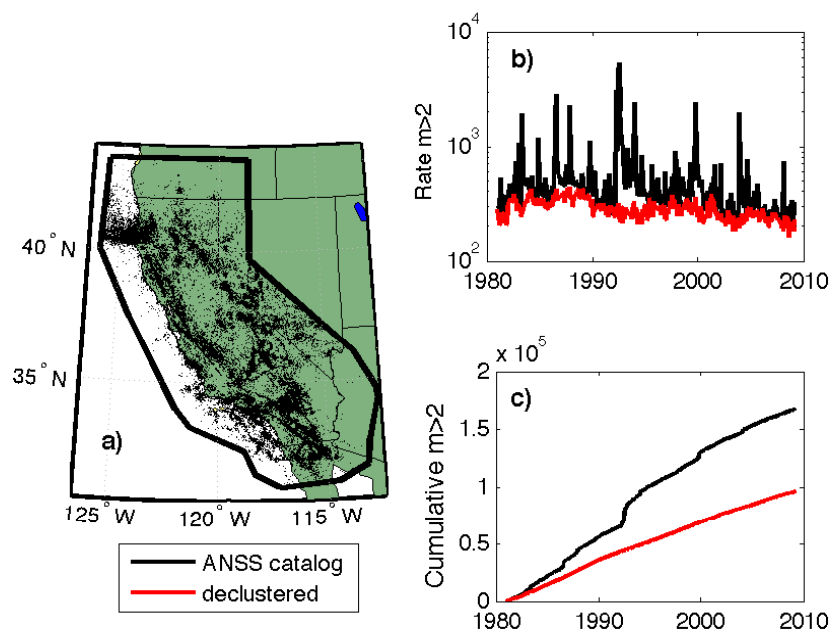 a)
40° N
35° N
125° W
120° W
115° W
ANSS catalog
declustered
b)
Rate m>2
10^4
10^3
10^2
1980
1990
2000
2010
c)
Cumulative m>2
x 10^5
2
1.5
1
0.5
0
1980
1990
2000
2010